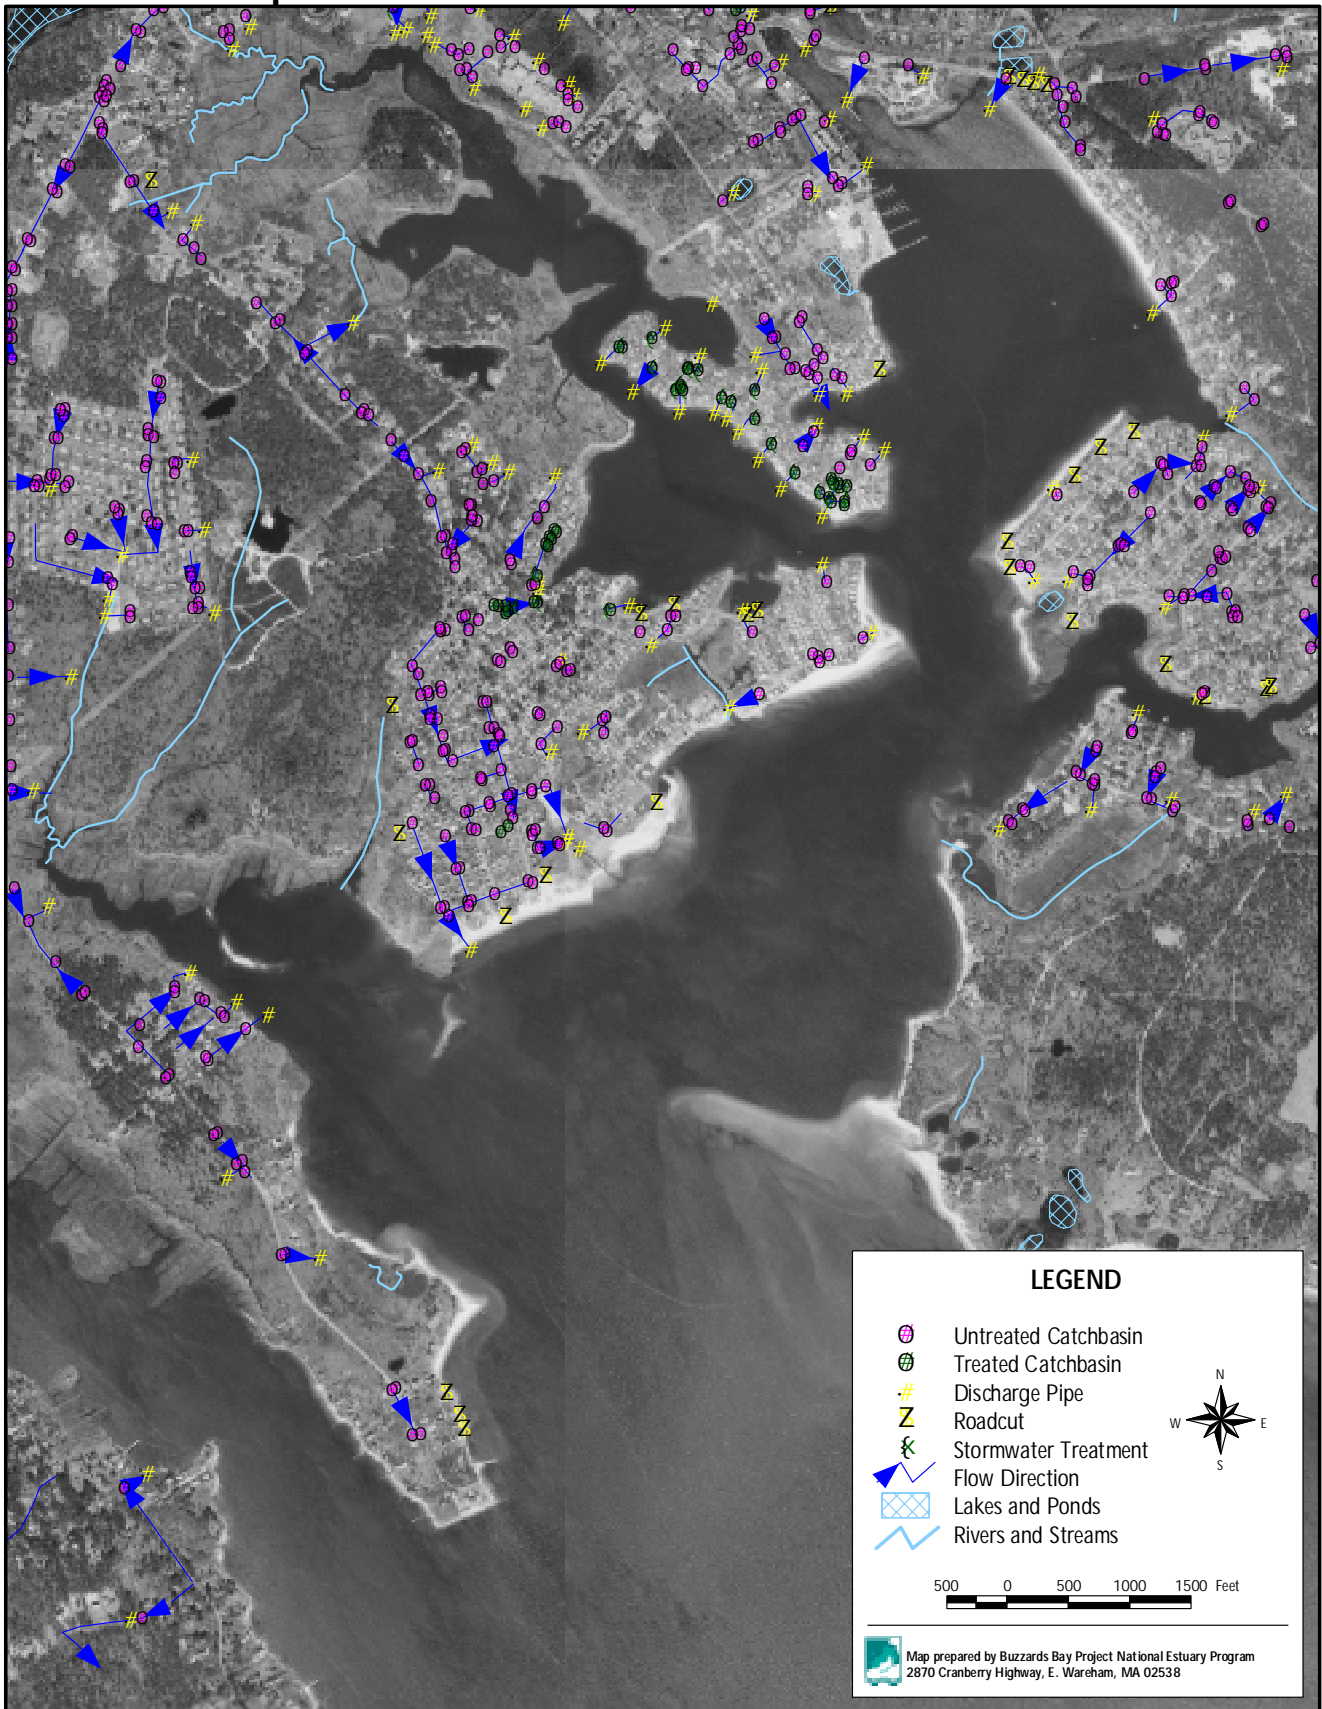 LEGEND
Untreated Catchbasin
Treated Catchbasin
Discharge Pipe
Roadcut
Stormwater Treatment
Flow Direction
Lakes and Ponds
Rivers and Streams
N
W
E
S
500 0 500 1000 1500 Feet
Map prepared by Buzzards Bay Project National Estuary Program
2870 Cranberry Highway, E. Wareham, MA 02538